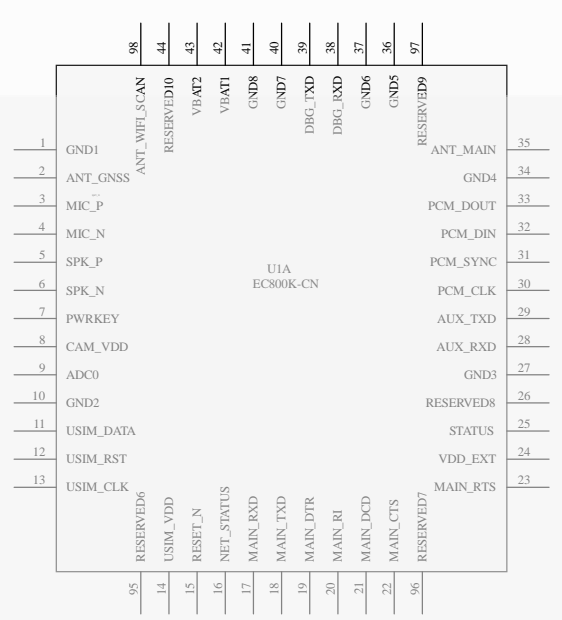 98 44 43 42 41 40 39 38 37 36 97
ANT_WIFI_SCAN
RESERVED10
VBAT2
VBAT1
GND8
GND7
DBG_TXD
DBG_RXD
GND6
GND5
RESERVED9
1 GND1
2 ANT_GNSS
3 MIC_P
4 MIC_N
5 SPK_P
6 SPK_N
7 PWRKEY
8 CAM_VDD
9 ADC0
10 GND2
11 USIM_DATA
12 USIM_RST
13 USIM_CLK
U1A
EC800K-CN
ANT_MAIN 35
GND4 34
PCM_DOUT 33
PCM_DIN 32
PCM_SYNC 31
PCM_CLK 30
AUX_TXD 29
AUX_RXD 28
GND3 27
RESERVED8 26
STATUS 25
VDD_EXT 24
MAIN_RTS 23
RESERVED6
USIM_VDD
RESET_N
NET_STATUS
MAIN_RXD
MAIN_TXD
MAIN_DTR
MAIN_RI
MAIN_DCD
MAIN_CTS
RESERVED7
95 14 15 16 17 18 19 20 21 22 96